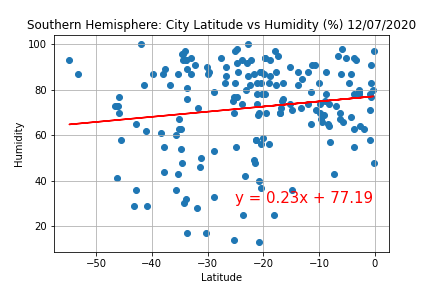 Southern Hemisphere: City Latitude vs Humidity (%) 12/07/2020
100
80
60
40
20
Humidity
y = 0.23x + 77.19
−50
−40
−30
−20
−10
0
Latitude